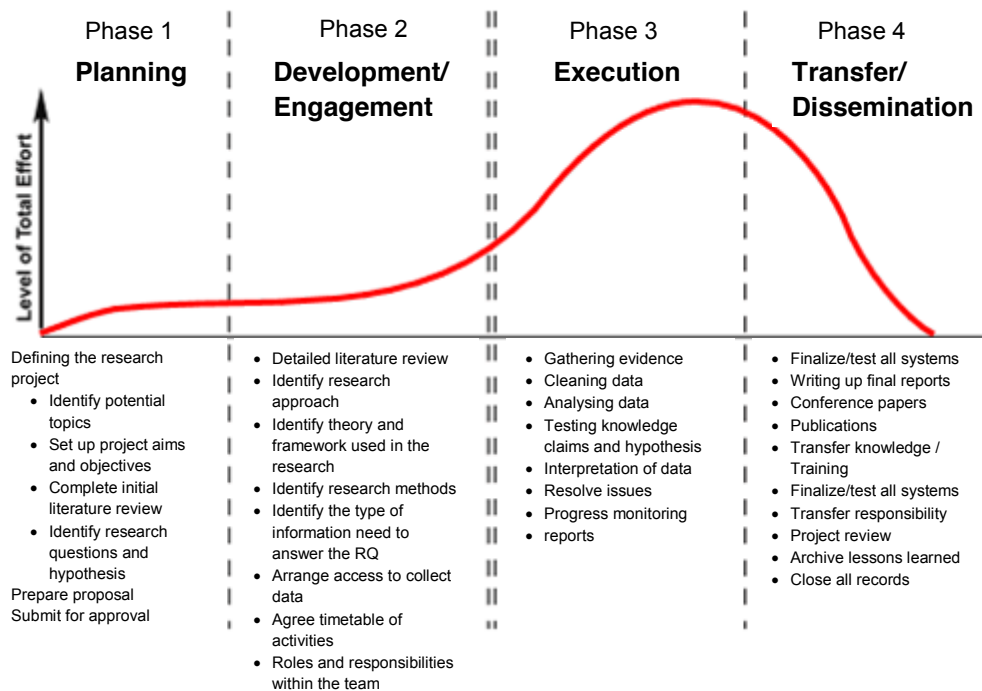 Phase 1
Planning
Phase 2
Development/
Engagement
Phase 3
Execution
Phase 4
Transfer/
Dissemination
Level of Total Effort
Defining the research
project
• Identify potential
topics
• Set up project aims
and objectives
• Complete initial
literature review
• Identify research
questions and
hypothesis
Prepare proposal
Submit for approval
• Detailed literature review
• Identify research
approach
• Identify theory and
framework used in the
research
• Identify research methods
• Identify the type of
information need to
answer the RQ
• Arrange access to collect
data
• Agree timetable of
activities
• Roles and responsibilities
within the team
• Gathering evidence
• Cleaning data
• Analysing data
• Testing knowledge
claims and hypothesis
• Interpretation of data
• Resolve issues
• Progress monitoring
• reports
• Finalize/test all systems
• Writing up final reports
• Conference papers
• Publications
• Transfer knowledge /
Training
• Finalize/test all systems
• Transfer responsibility
• Project review
• Archive lessons learned
• Close all records